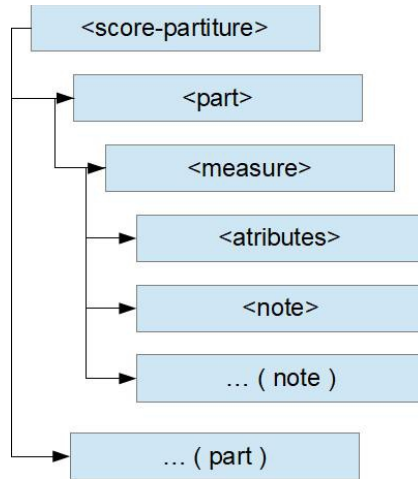 <score-partiture>
<part>
<measure>
<atributes>
<note>
... ( note )
... ( part )